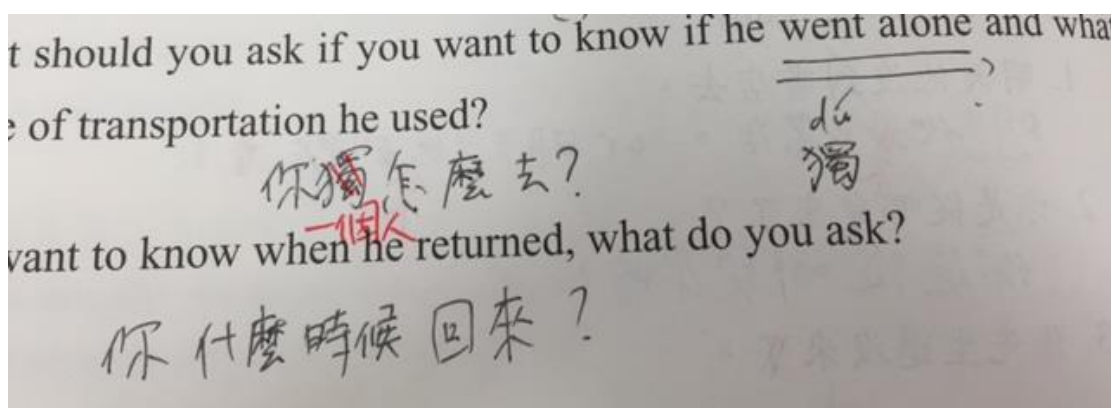 t should you ask if you want to know if he went alone and wha
dú
e of transportation he used?
獨
你獨怎麼去?
一個人
want to know when he returned, what do you ask?
你什麼時候回來?